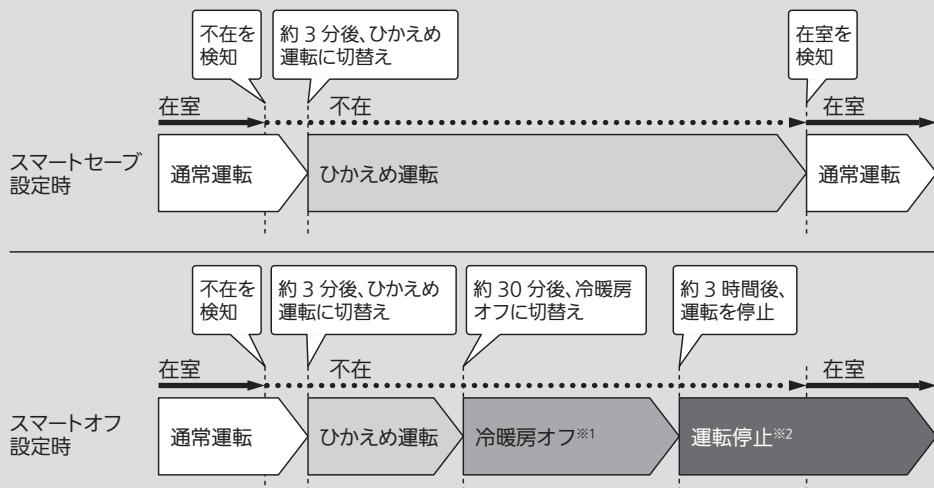 不在を
検知
約 3 分後、ひかえめ
運転に切替え
在室を
検知
在室
不在
在室
スマートセーブ
設定時
通常運転
ひかえめ運転
通常運転
不在を
検知
約 3 分後、ひかえめ
運転に切替え
約 30 分後、冷暖房
オフに切替え
約 3 時間後、
運転を停止
在室
不在
在室
スマートオフ
設定時
通常運転
ひかえめ運転
冷暖房オフ※1
運転停止※2